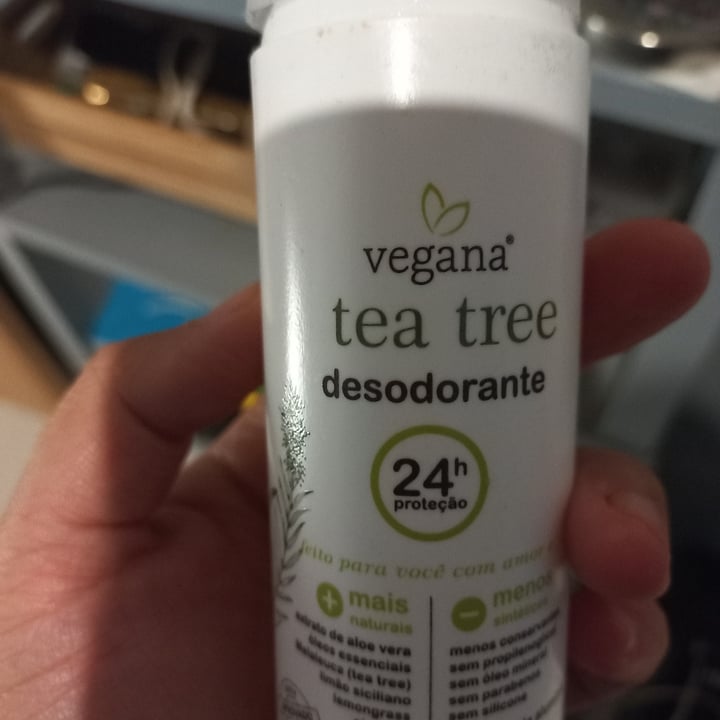 vegana®
tea tree
desodorante
24h
proteção
feito para você com amor
+ mais
naturais
extrato de aloe vera
óleos essenciais
Melaleuca (tea tree)
limão siciliano
lemongrass
- menos
sintéticos
menos conservantes
sem propilenoglicol
sem óleo mineral
sem parabenos
sem silicone